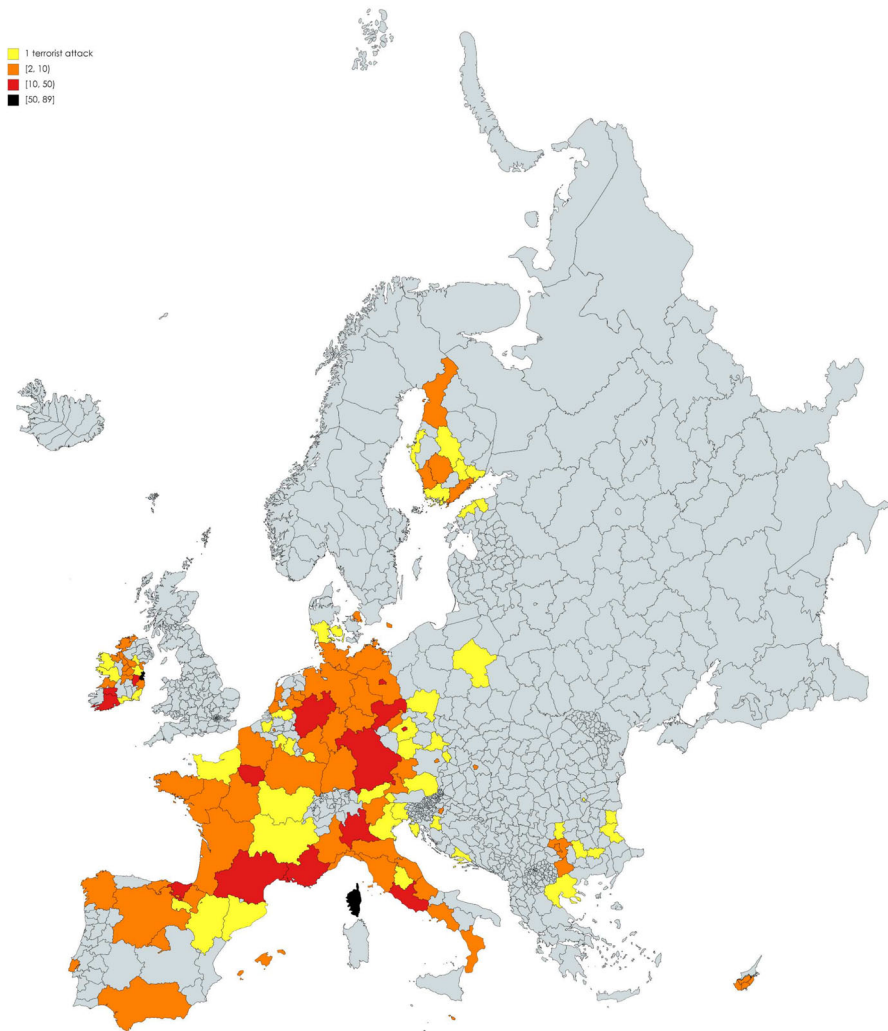 1 terrorist attack
[2, 10)
[10, 50)
[50, 89]